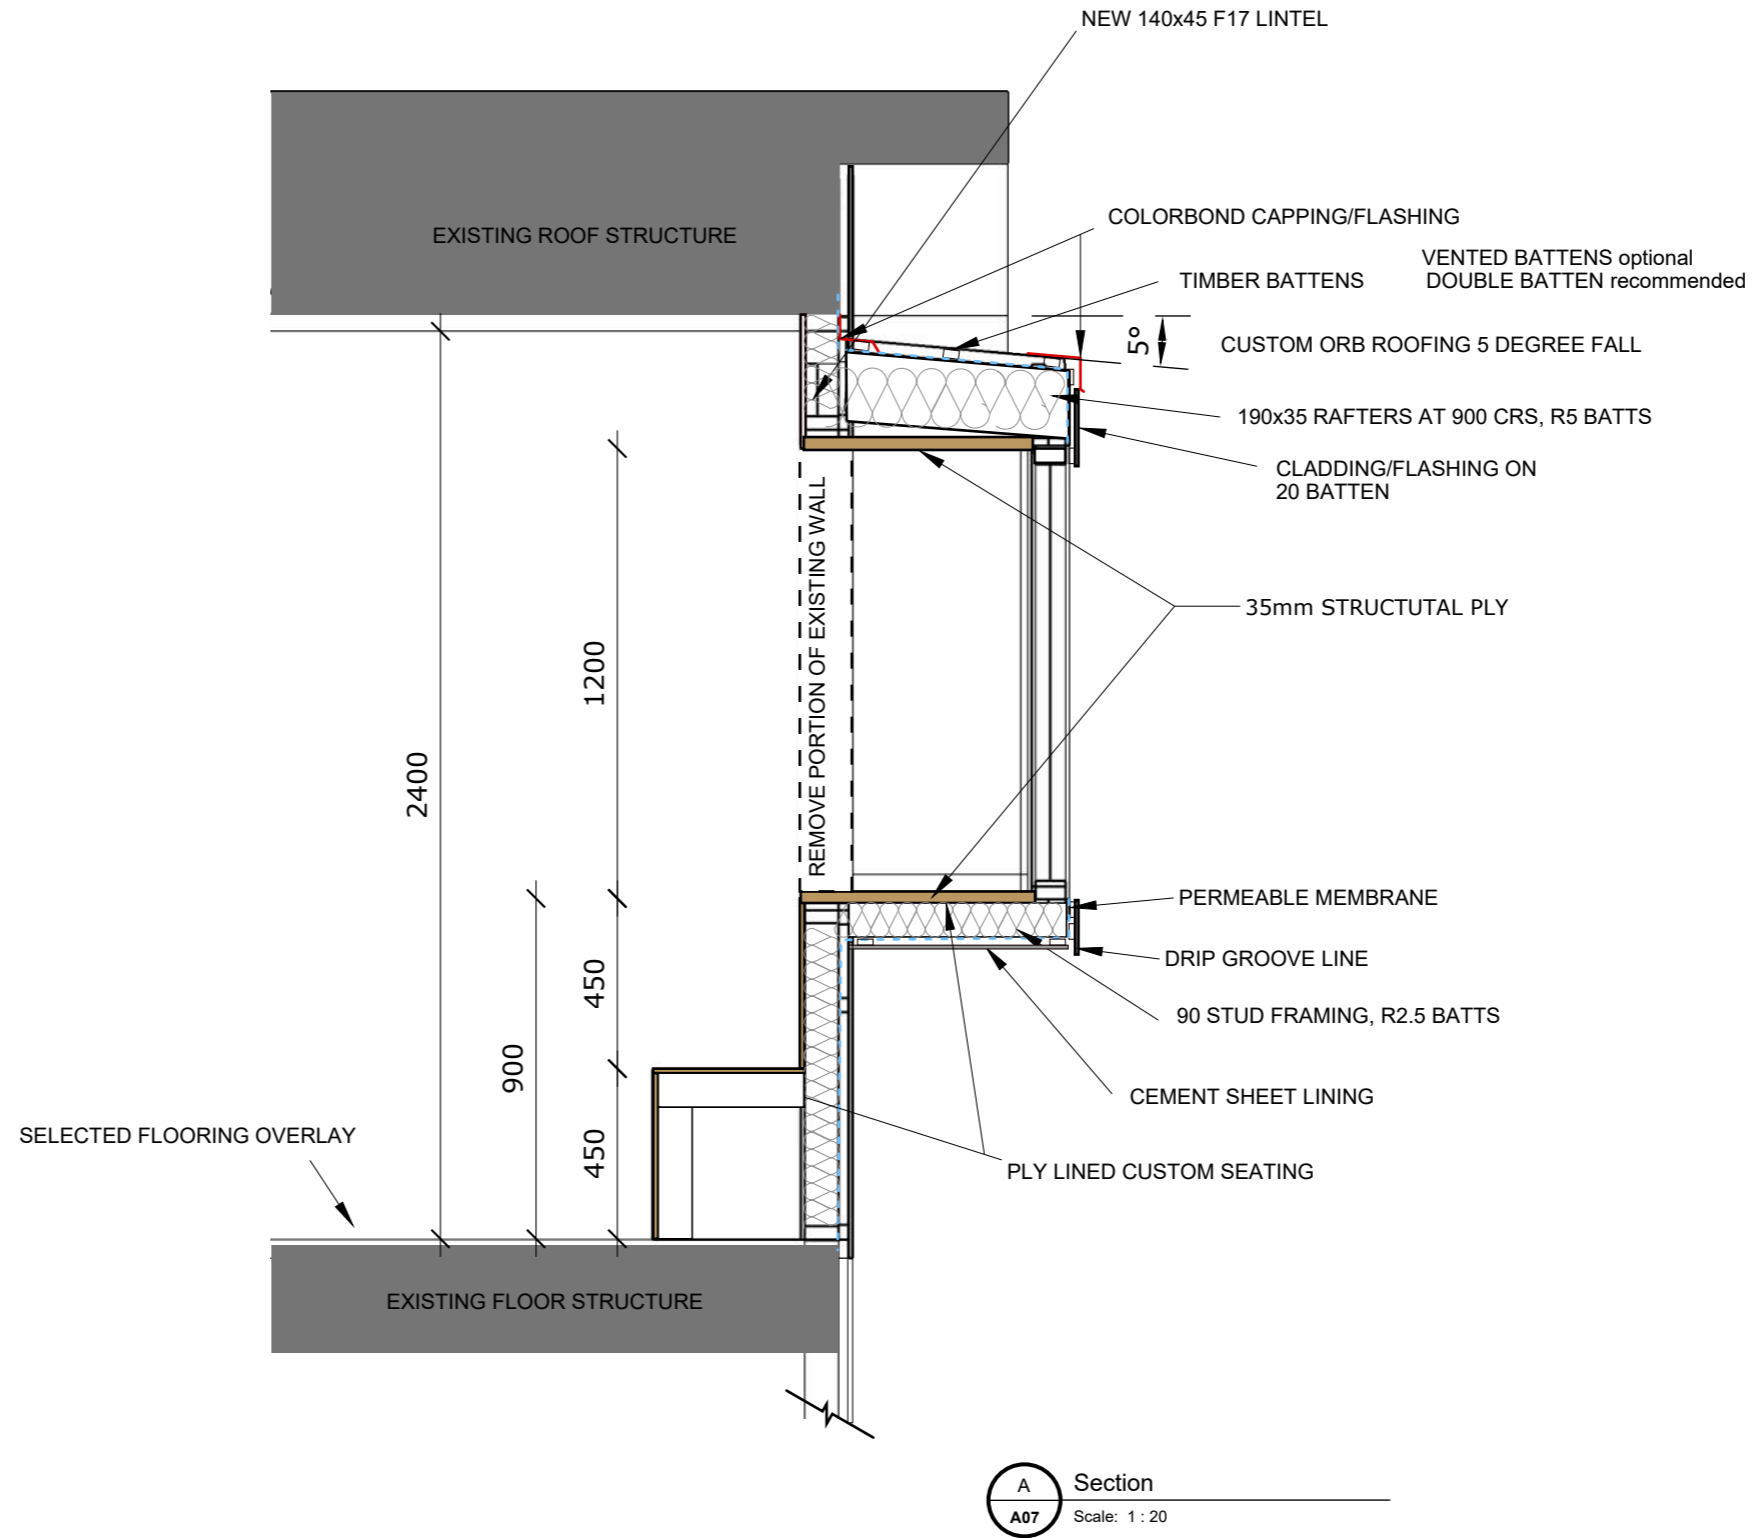 NEW 140x45 F17 LINTEL
EXISTING ROOF STRUCTURE
COLORBOND CAPPING/FLASHING
TIMBER BATTENS
VENTED BATTENS optional
DOUBLE BATTEN recommended
5°
CUSTOM ORB ROOFING 5 DEGREE FALL
190x35 RAFTERS AT 900 CRS, R5 BATTS
CLADDING/FLASHING ON
20 BATTEN
REMOVE PORTION OF EXISTING WALL
35mm STRUCTUTAL PLY
1200
2400
PERMEABLE MEMBRANE
DRIP GROOVE LINE
450
90 STUD FRAMING, R2.5 BATTS
900
CEMENT SHEET LINING
450
SELECTED FLOORING OVERLAY
PLY LINED CUSTOM SEATING
EXISTING FLOOR STRUCTURE
A
A07
Section
Scale: 1 : 20